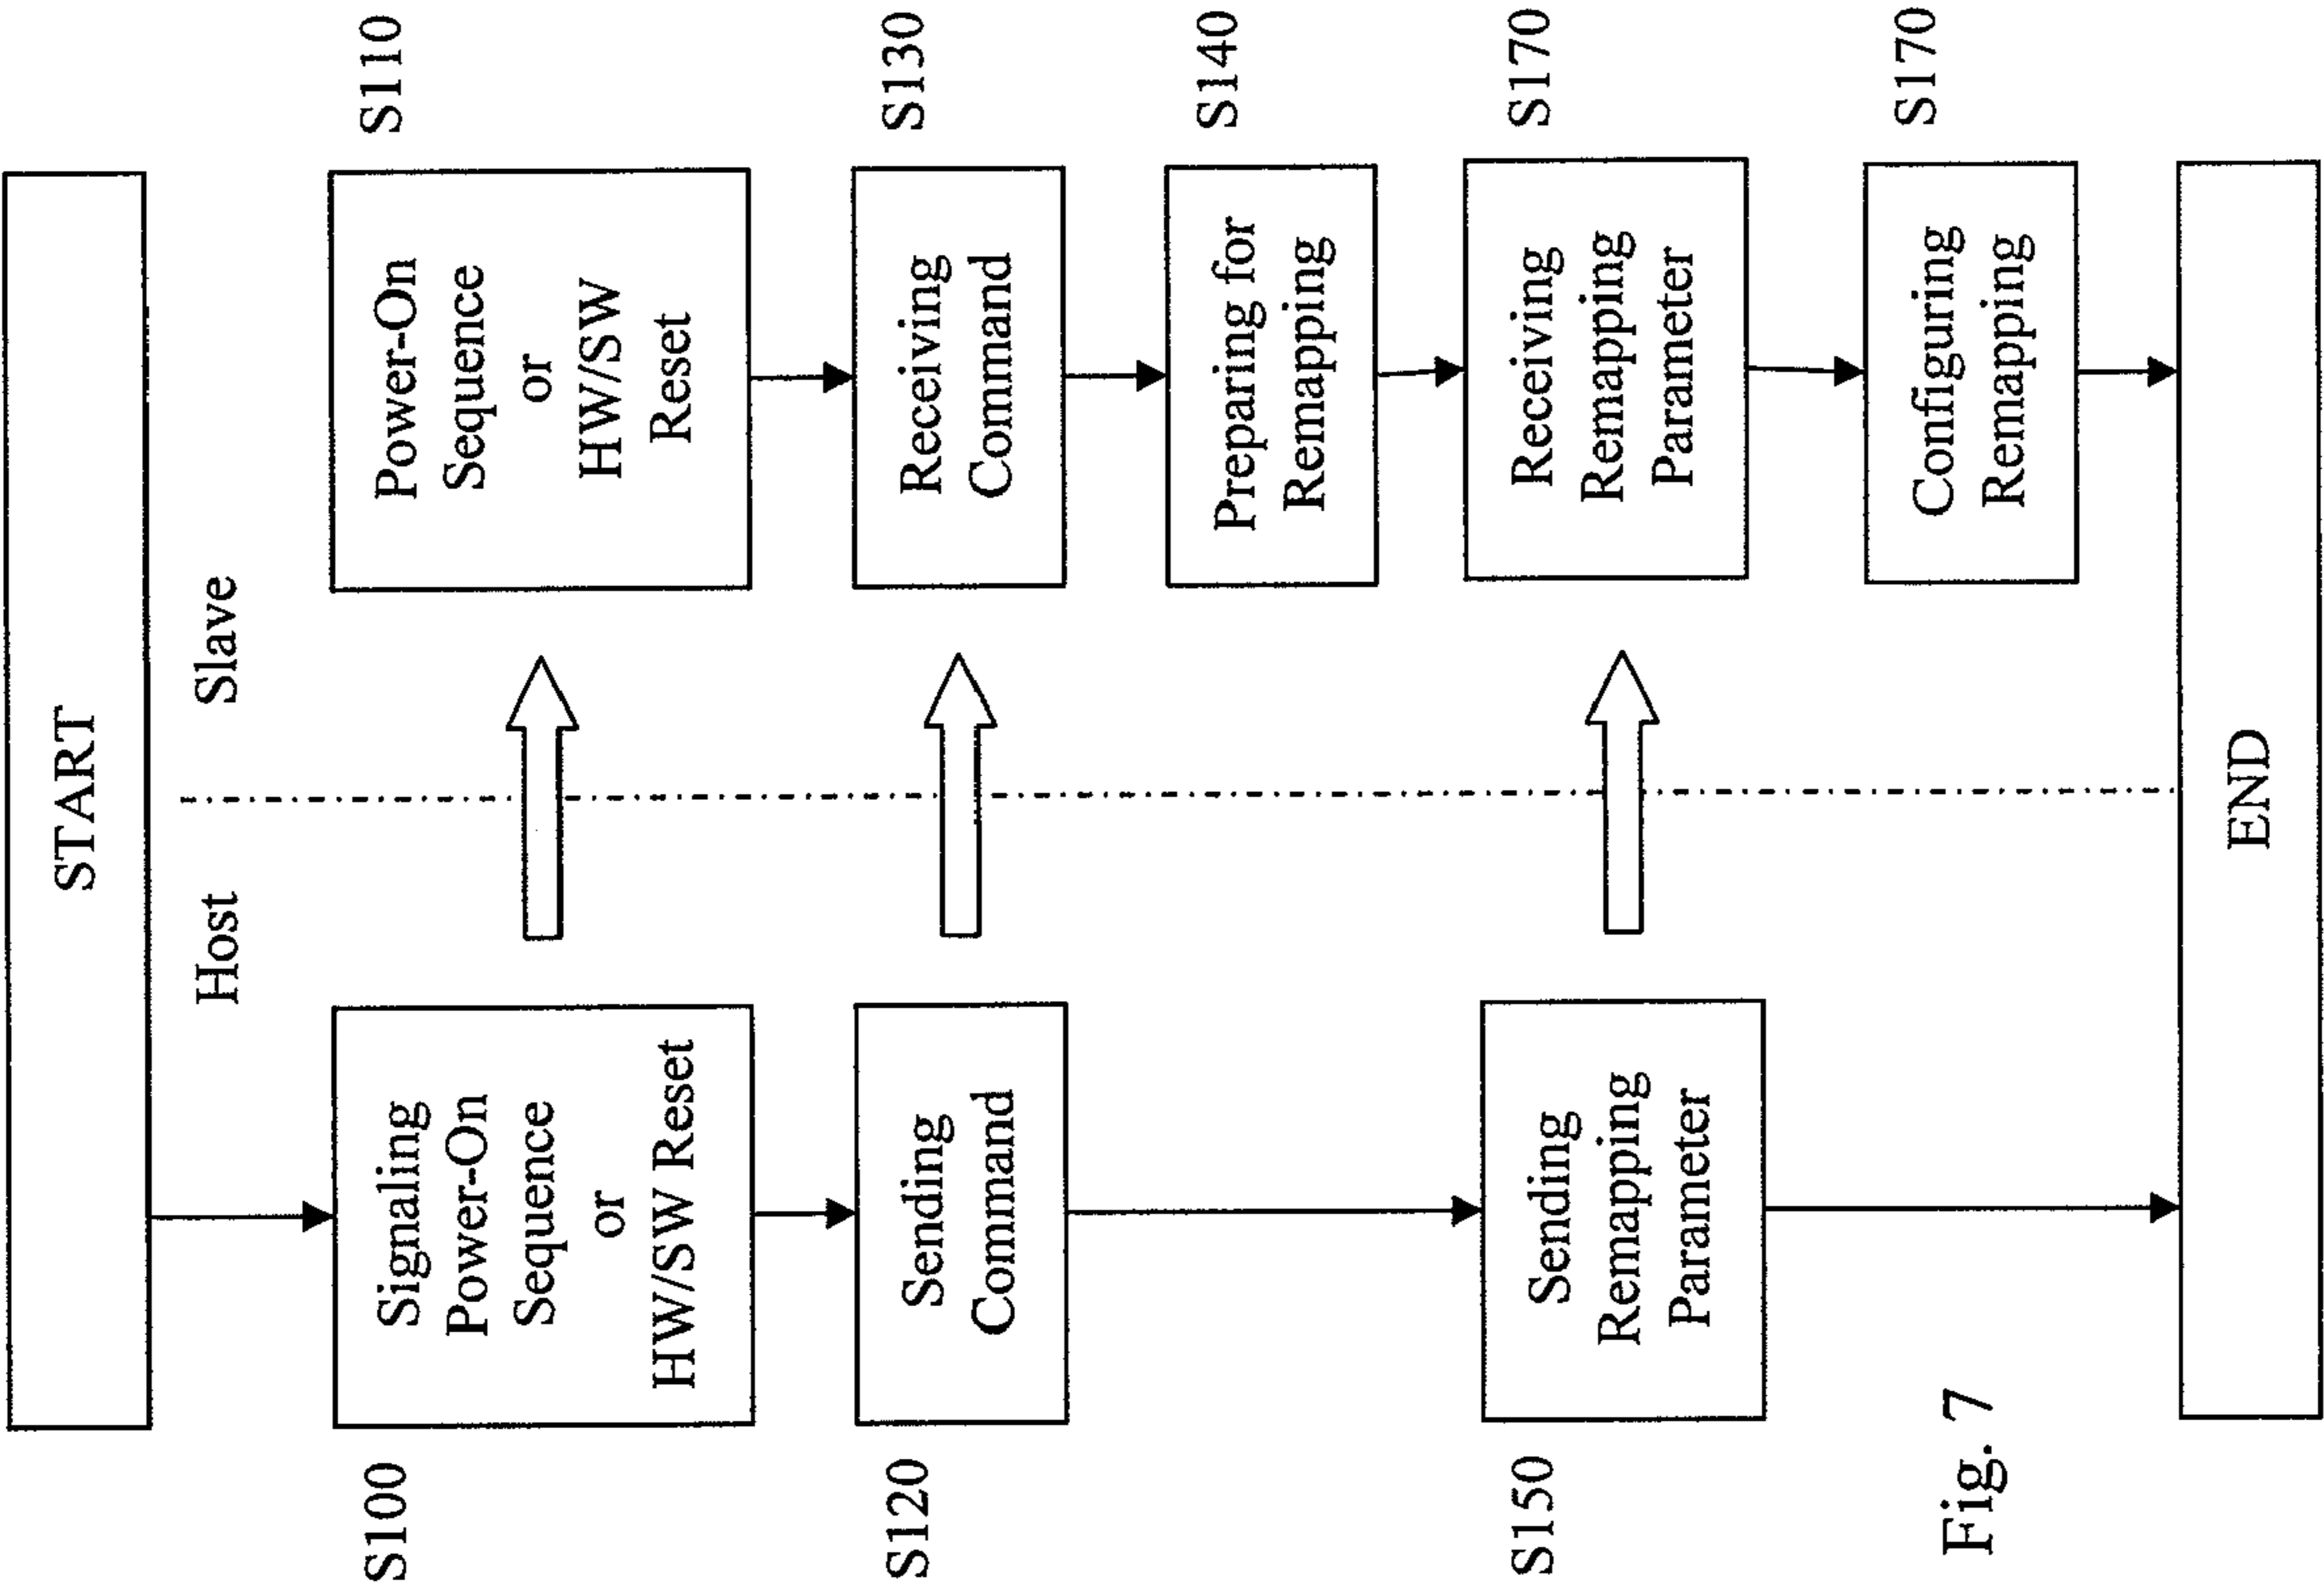 START
Host
Slave
S100
Signaling
Power-On
Sequence
or
HW/SW Reset
S110
Power-On
Sequence
or
HW/SW
Reset
S120
Sending
Command
S130
Receiving
Command
S140
Preparing for
Remapping
S150
Sending
Remapping
Parameter
S170
Receiving
Remapping
Parameter
S170
Configuring
Remapping
END
Fig. 7